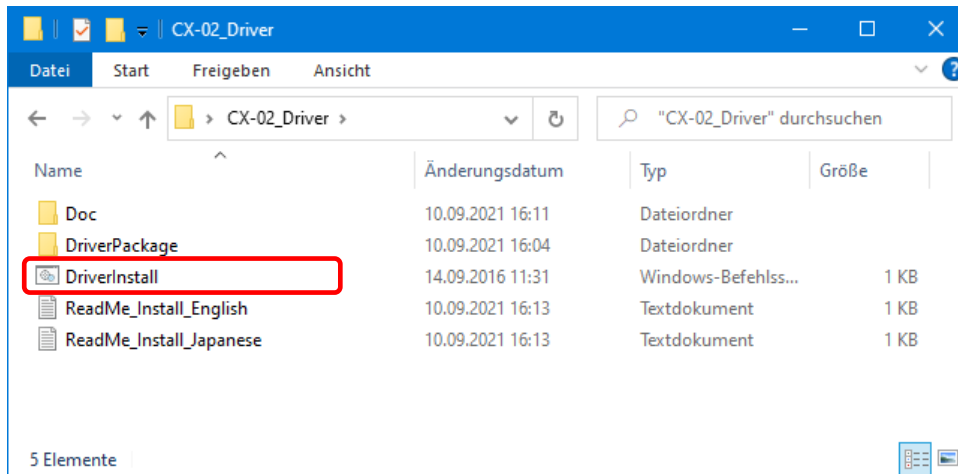 CX-02_Driver
Datei Start Freigeben Ansicht ?
CX-02_Driver "CX-02_Driver" durchsuchen
Name Änderungsdatum Typ Größe
Doc 10.09.2021 16:11 Dateiordner
DriverPackage 10.09.2021 16:04 Dateiordner
DriverInstall 14.09.2016 11:31 Windows-Befehlss... 1 KB
ReadMe_Install_English 10.09.2021 16:13 Textdokument 1 KB
ReadMe_Install_Japanese 10.09.2021 16:13 Textdokument 1 KB
5 Elemente